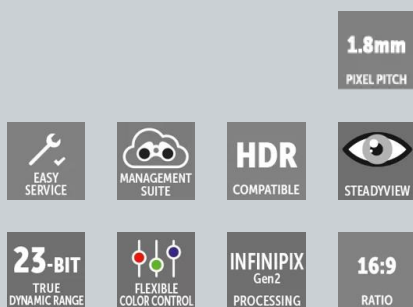 1.8mm
PIXEL PITCH
EASY
SERVICE
MANAGEMENT
SUITE
HDR
COMPATIBLE
STEADYVIEW
23-BIT
TRUE
DYNAMIC RANGE
FLEXIBLE
COLOR CONTROL
INFINIPIX
Gen2
PROCESSING
16:9
RATIO